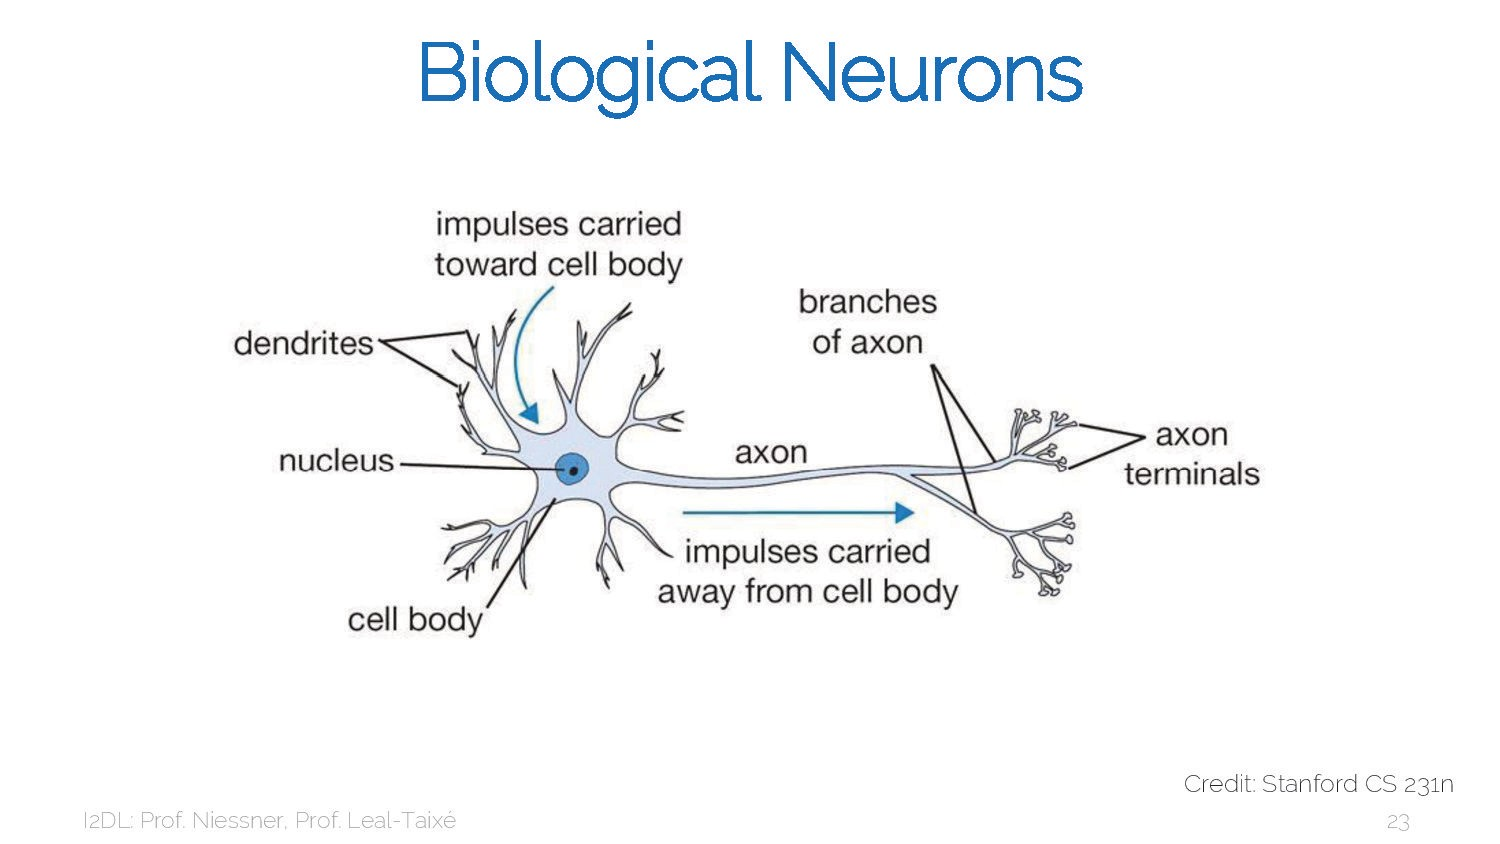 Biological Neurons
impulses carried
toward cell body
branches
of axon
dendrites
axon
terminals
axon
nucleus
impulses carried
away from cell body
cell body
Credit: Stanford CS 231n
I2DL: Prof. Niessner, Prof. Leal-Taixé
23